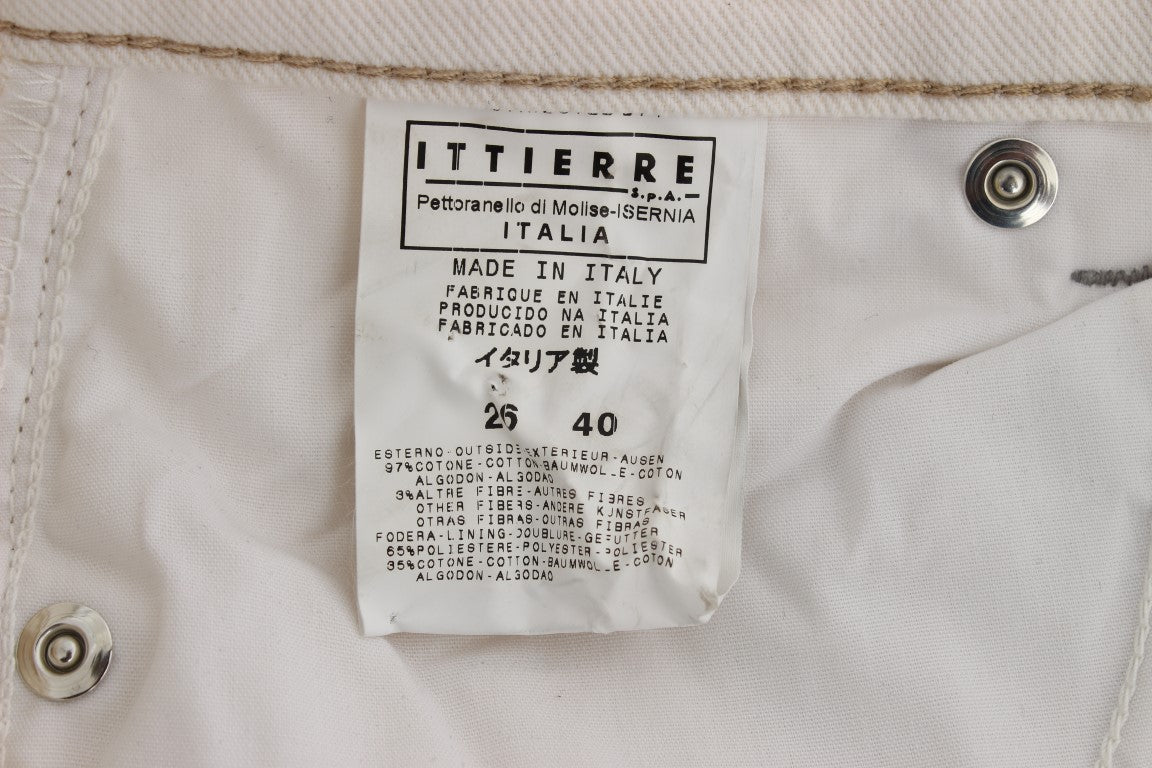 ITTIERRE
S.p.A.
Pettoranello di Molise-ISERNIA
ITALIA
MADE IN ITALY
FABRIQUE EN ITALIE
PRODUCIDO NA ITALIA
FABRICADO EN ITALIA
イタリア製
26 40
ESTERNO-OUTSIDE-EXTERIEUR-AUSEN
97%COTONE-COTTON-BAUMWOLLE-COTON
ALGODON-ALGODAO
3%ALTRE FIBRE-AUTRES FIBRES
OTHER FIBERS-ANDERE KUNSTFASER
OTRAS FIBRAS-OUTRAS FIBRAS
FODERA-LINING-DOUBLURE-GEFUTTER
65%POLIESTERE-POLYESTER-POLIESTER
35%COTONE-COTTON-BAUMWOLLE-COTON
ALGODON-ALGODAO